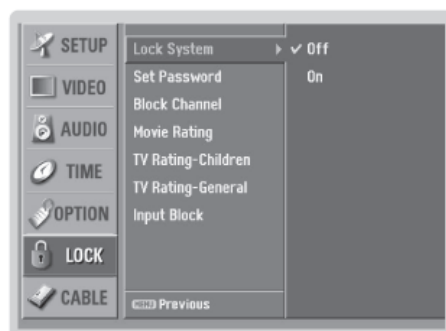 SETUP
VIDEO
AUDIO
TIME
OPTION
LOCK
CABLE
Lock System
Set Password
Block Channel
Movie Rating
TV Rating-Children
TV Rating-General
Input Block
MENU Previous
✓ Off
On